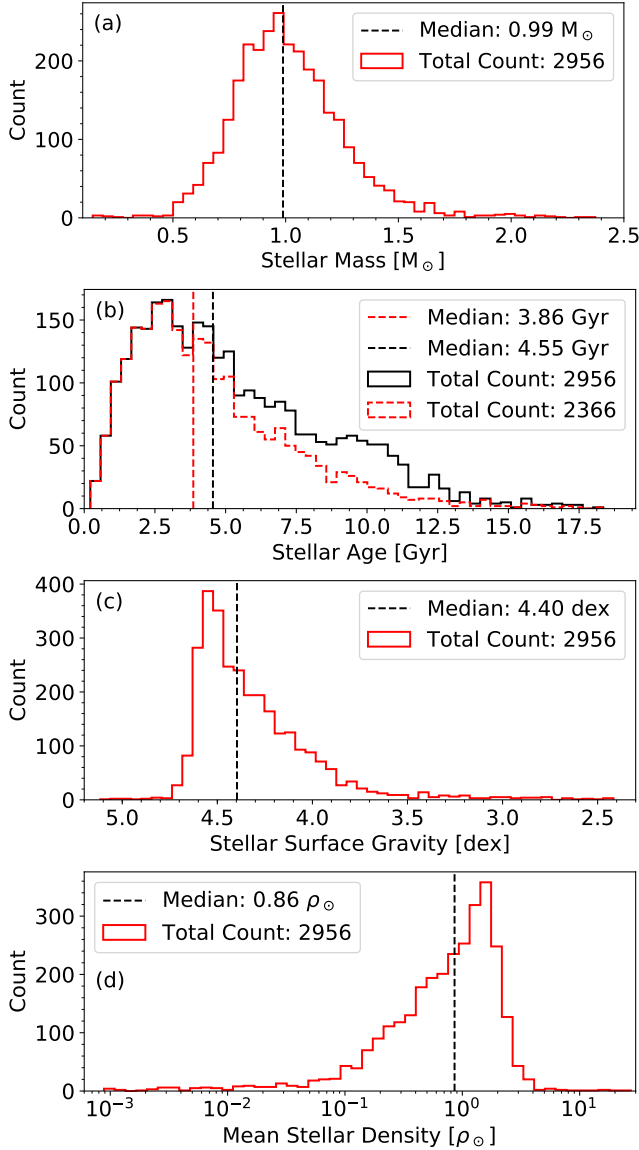 (a)
Median: 0.99 M☉
Total Count: 2956
Count
200
100
0
0.5 1.0 1.5 2.0 2.5
Stellar Mass [M☉]
(b)
Median: 3.86 Gyr
Median: 4.55 Gyr
Total Count: 2956
Total Count: 2366
Count
150
100
50
0
0.0 2.5 5.0 7.5 10.0 12.5 15.0 17.5
Stellar Age [Gyr]
(c)
Median: 4.40 dex
Total Count: 2956
Count
400
300
200
100
0
5.0 4.5 4.0 3.5 3.0 2.5
Stellar Surface Gravity [dex]
Median: 0.86 ρ☉
Total Count: 2956
(d)
Count
300
200
100
0
10⁻³ 10⁻² 10⁻¹ 10⁰ 10¹
Mean Stellar Density [ρ☉]